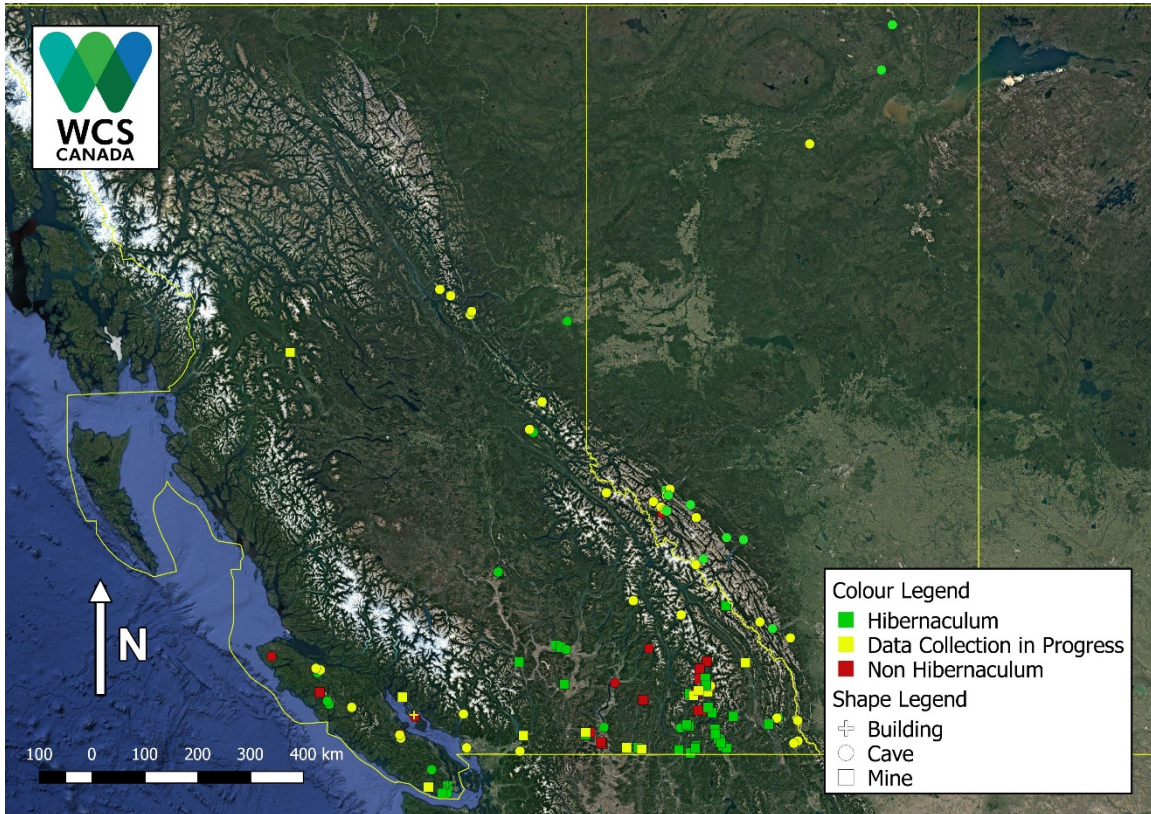 WCS
CANADA
N
100 0 100 200 300 400 km
Colour Legend
Hibernaculum
Data Collection in Progress
Non Hibernaculum
Shape Legend
Building
Cave
Mine